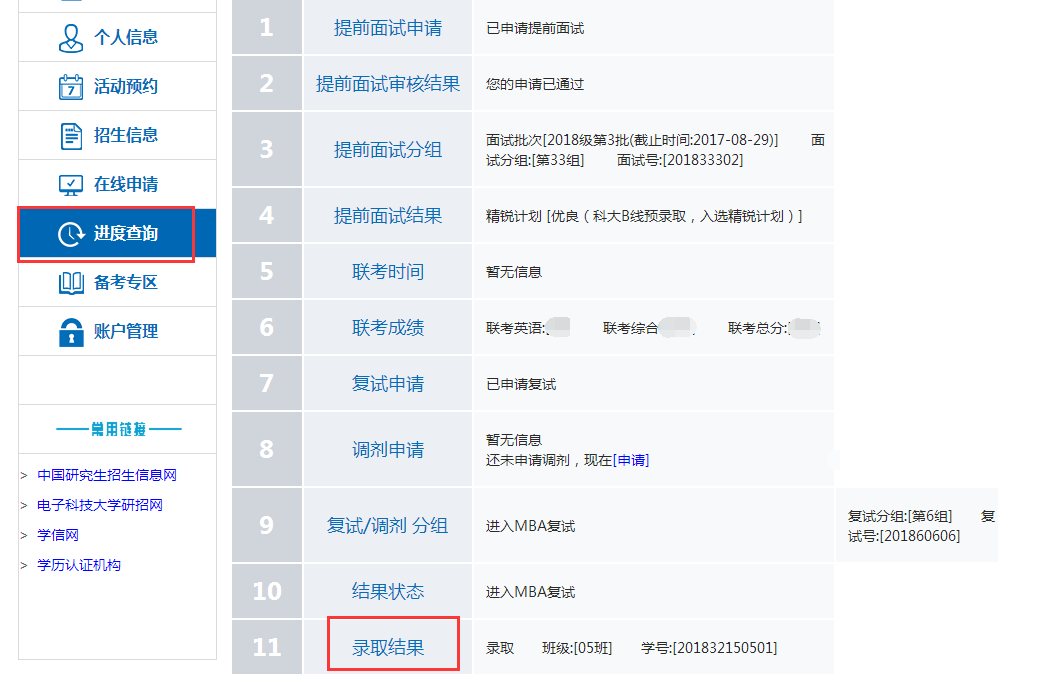 个人信息
7 活动预约
招生信息
在线申请
进度查询
备考专区
账户管理
常用链接
> 中国研究生招生信息网
> 电子科技大学研招网
> 学信网
> 学历认证机构
1 提前面试申请 已申请提前面试
2 提前面试审核结果 您的申请已通过
3 提前面试分组 面试批次[2018级第3批(截止时间:2017-08-29)] 面
试分组:[第33组] 面试号:[201833302]
4 提前面试结果 精锐计划 [优良（科大B线预录取，入选精锐计划）]
5 联考时间 暂无信息
6 联考成绩 联考英语: 联考综合 联考总分:
7 复试申请 已申请复试
8 调剂申请 暂无信息
还未申请调剂，现在[申请]
9 复试/调剂 分组 进入MBA复试 复试分组:[第6组] 复
试号:[201860606]
10 结果状态 进入MBA复试
11 录取结果 录取 班级:[05班] 学号:[201832150501]